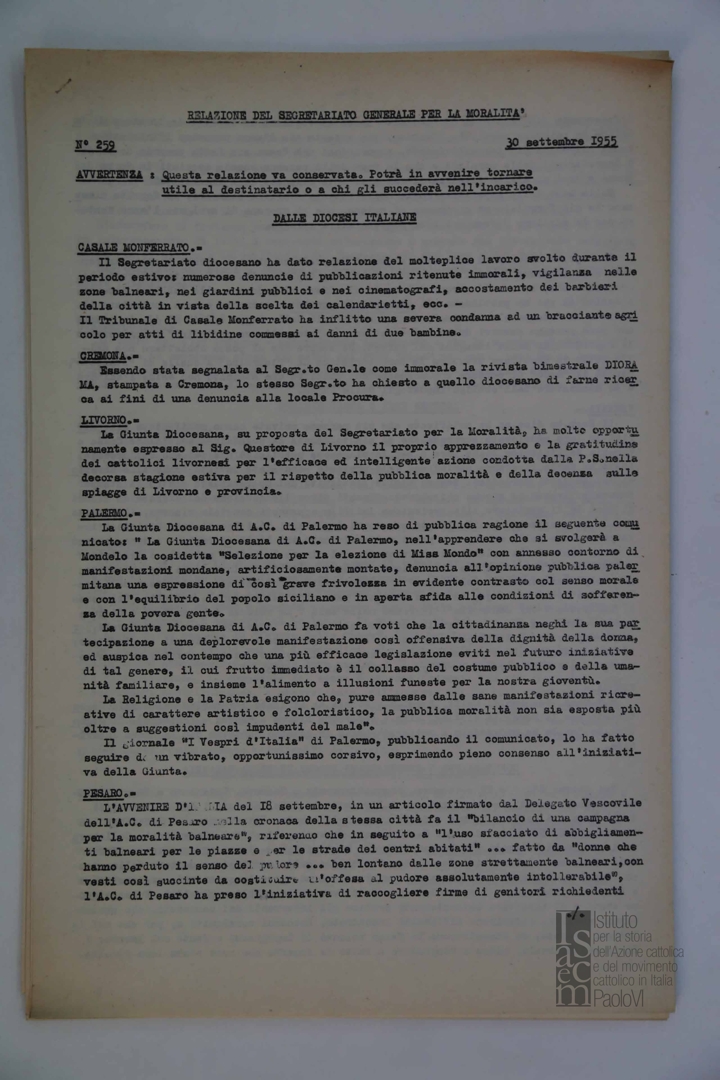 RELAZIONE DEL SEGRETARIATO GENERALE PER LA MORALITA'
N° 259
30 settembre 1955
AVVERTENZA : Questa relazione va conservata. Potrà in avvenire tornare
utile al destinatario o a chi gli succederà nell'incarico.
DALLE DIOCESI ITALIANE
CASALE MONFERRATO.=
Il Segretariato diocesano ha dato relazione del molteplice lavoro svolto durante il
periodo estivo: numerose denuncie di pubblicazioni ritenute immorali, vigilanza nelle
zone balneari, nei giardini pubblici e nei cinematografi, accostamento dei barbieri
della città in vista della scelta dei calendarietti, ecc. -
Il Tribunale di Casale Monferrato ha inflitto una severa condanna ad un bracciante agri
colo per atti di libidine commessi ai danni di due bambine.
CREMONA.=
Essendo stata segnalata al Segr.to Gen.le come immorale la rivista bimestrale DIORA
MA, stampata a Cremona, lo stesso Segr.to ha chiesto a quello diocesano di farne ricer
ca ai fini di una denuncia alla locale Procura.
LIVORNO.=
La Giunta Diocesana, su proposta del Segretariato per la Moralità, ha molto opportu
namente espresso al Sig. Questore di Livorno il proprio apprezzamento e la gratitudine
dei cattolici livornesi per l'efficace ed intelligente azione condotta dalla P.S.nella
decorsa stagione estiva per il rispetto della pubblica moralità e della decenza sulle
spiagge di Livorno e provincia.
PALERMO.=
La Giunta Diocesana di A.C. di Palermo ha reso di pubblica ragione il seguente comu
nicato: " La Giunta Diocesana di A.C. di Palermo, nell'apprendere che si svolgerà a
Mondelo la cosidetta "Selezione per la elezione di Miss Mondo" con annesso contorno di
manifestazioni mondane, artificiosamente montate, denuncia all'opinione pubblica paler
mitana una espressione di così grave frivolezza in evidente contrasto col senso morale
e con l'equilibrio del popolo siciliano e in aperta sfida alle condizioni di sofferen-
za della povera gente.
La Giunta Diocesana di A.C. di Palermo fa voti che la cittadinanza neghi la sua par
tecipazione a una deplorevole manifestazione così offensiva della dignità della donna,
ed auspica nel contempo che una più efficace legislazione eviti nel futuro iniziative
di tal genere, il cui frutto immediato è il collasso del costume pubblico e della uma-
nità familiare, e insieme l'alimento a illusioni funeste per la nostra gioventù.
La Religione e la Patria esigono che, pure ammesse dalle sane manifestazioni ricre-
ative di carattere artistico e folcloristico, la pubblica moralità non sia esposta più
oltre a suggestioni così impudenti del male".
Il giornale "I Vespri d'Italia" di Palermo, pubblicando il comunicato, lo ha fatto
seguire da un vibrato, opportunissimo corsivo, esprimendo pieno consenso all'iniziati-
va della Giunta.
PESARO.=
L'AVVENIRE del 18 settembre, in un articolo firmato dal Delegato Vescovile
dell'A.C. di Pesaro nella cronaca della stessa città fa il "bilancio di una campagna
per la moralità balneare", riferendo che in seguito a "l'uso sfacciato di abbigliamen-
ti balneari per le piazze e per le strade dei centri abitati" ... fatto da "donne che
hanno perduto il senso del pudore ... ben lontano dalle zone strettamente balneari,con
vesti così succinte da costituire un'offesa al pudore assolutamente intollerabile",
l'A.C. di Pesaro ha preso l'iniziativa di raccogliere firme di genitori richiedenti
./.
Isacem
Istituto
per la storia
dell'Azione cattolica
e del movimento
cattolico in Italia
PaoloVI